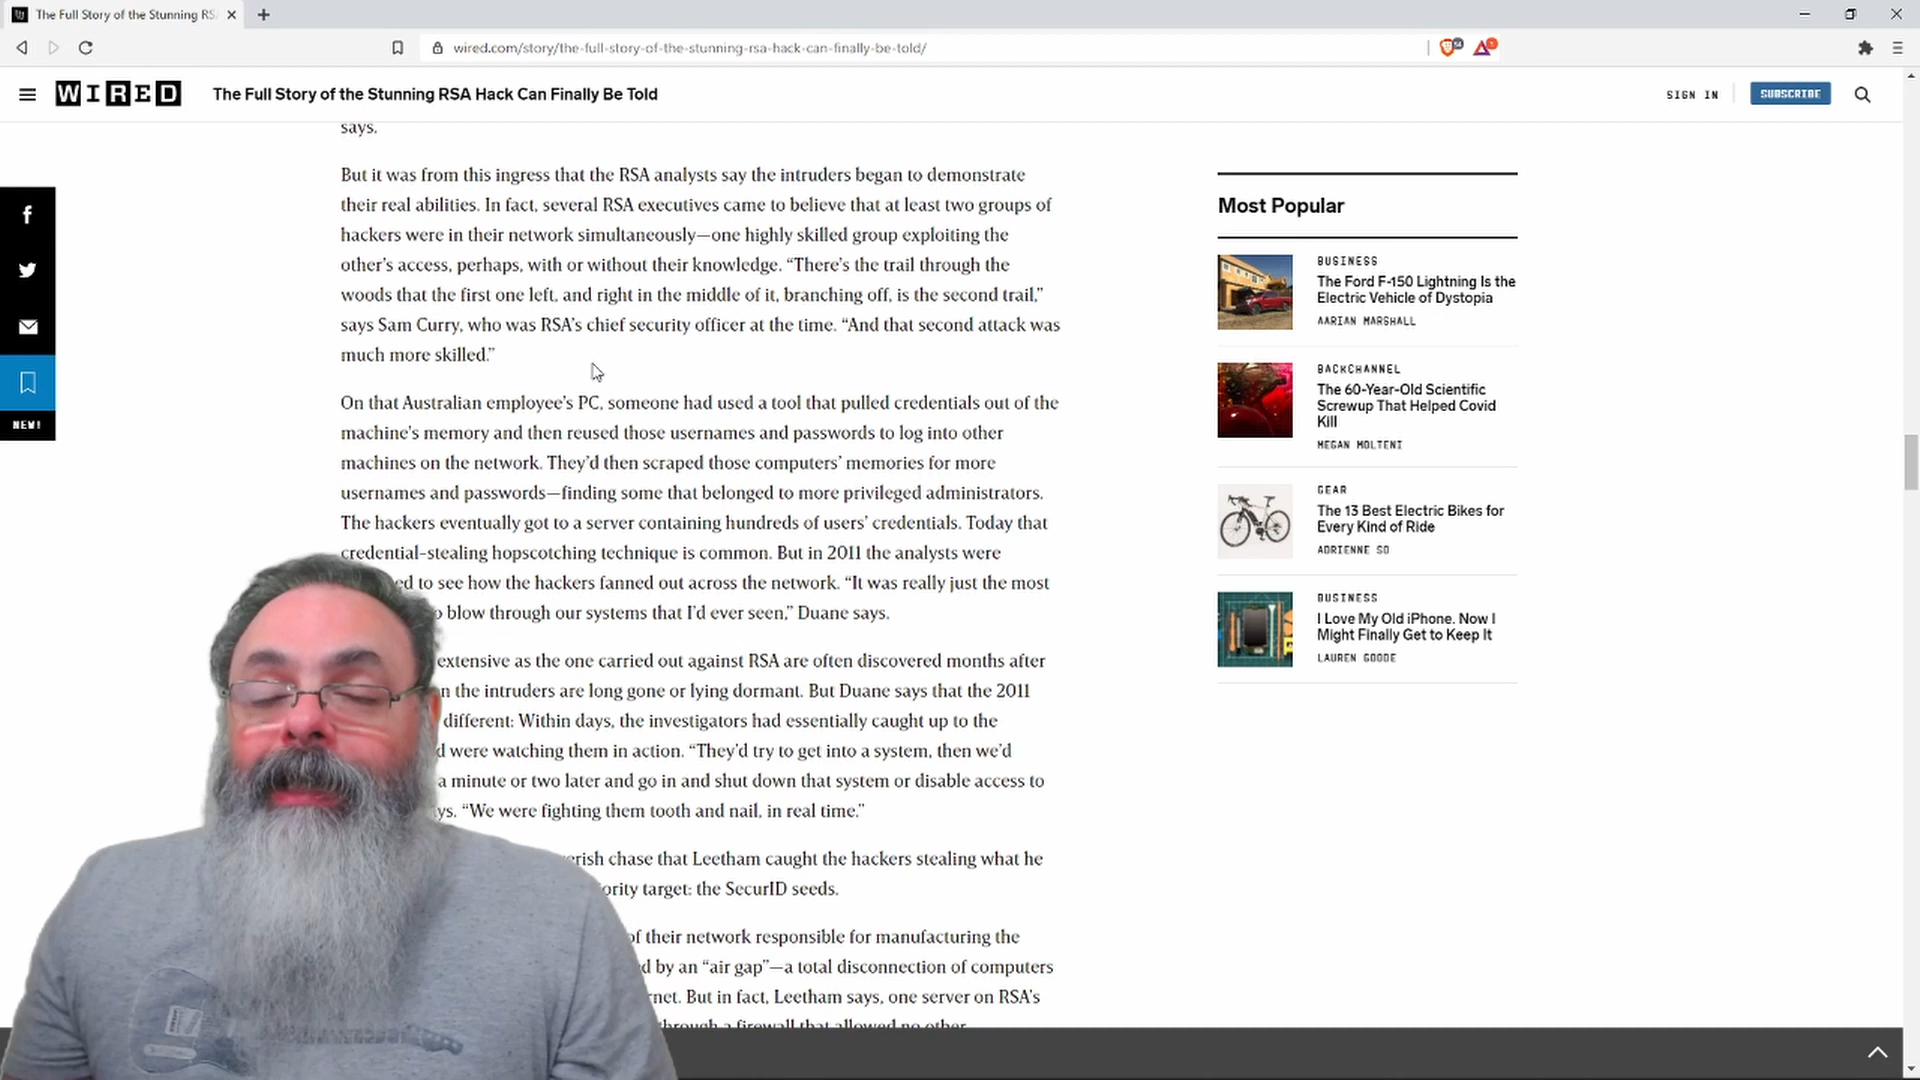 The Full Story of the Stunning RS
wired.com/story/the-full-story-of-the-stunning-rsa-hack-can-finally-be-told/
WIRED
The Full Story of the Stunning RSA Hack Can Finally Be Told
SIGN IN
SUBSCRIBE
says.
But it was from this ingress that the RSA analysts say the intruders began to demonstrate
their real abilities. In fact, several RSA executives came to believe that at least two groups of
hackers were in their network simultaneously—one highly skilled group exploiting the
other's access, perhaps, with or without their knowledge. “There's the trail through the
woods that the first one left, and right in the middle of it, branching off, is the second trail,”
says Sam Curry, who was RSA’s chief security officer at the time. “And that second attack was
much more skilled.”
On that Australian employee’s PC, someone had used a tool that pulled credentials out of the
machine’s memory and then reused those usernames and passwords to log into other
machines on the network. They’d then scraped those computers’ memories for more
usernames and passwords—finding some that belonged to more privileged administrators.
The hackers eventually got to a server containing hundreds of users’ credentials. Today that
credential-stealing hopscotching technique is common. But in 2011 the analysts were
ed to see how the hackers fanned out across the network. “It was really just the most
blow through our systems that I’d ever seen,” Duane says.
extensive as the one carried out against RSA are often discovered months after
n the intruders are long gone or lying dormant. But Duane says that the 2011
different: Within days, the investigators had essentially caught up to the
d were watching them in action. “They’d try to get into a system, then we’d
a minute or two later and go in and shut down that system or disable access to
ys. “We were fighting them tooth and nail, in real time.”
erish chase that Leetham caught the hackers stealing what he
ority target: the SecurID seeds.
of their network responsible for manufacturing the
d by an “air gap”—a total disconnection of computers
rnet. But in fact, Leetham says, one server on RSA’s
through a firewall that allowed no other
NEW!
Most Popular
BUSINESS
The Ford F-150 Lightning Is the
Electric Vehicle of Dystopia
AARIAN MARSHALL
BACKCHANNEL
The 60-Year-Old Scientific
Screwup That Helped Covid
Kill
MEGAN MOLTENI
GEAR
The 13 Best Electric Bikes for
Every Kind of Ride
ADRIENNE SO
BUSINESS
I Love My Old iPhone. Now I
Might Finally Get to Keep It
LAUREN GOODE